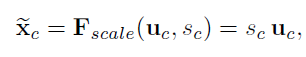 x̃_c = F_scale(u_c, s_c) = s_c u_c,